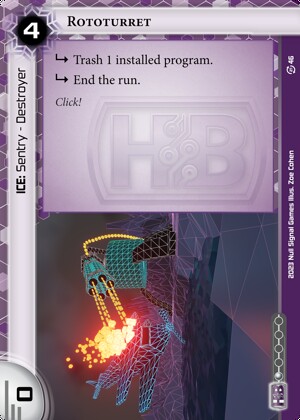 4
Rototurret
↳ Trash 1 installed program.
↳ End the run.
Click!
ICE: Sentry - Destroyer
HB
46
2023 Null Signal Games Illus. Zoe Cohen
0